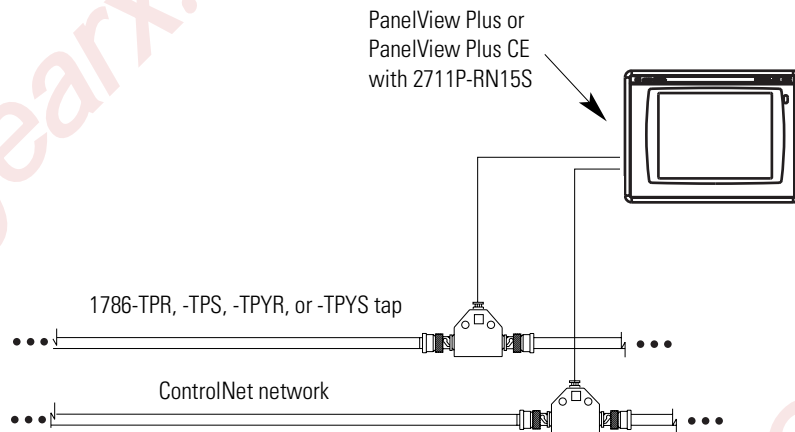 PanelView Plus or
PanelView Plus CE
with 2711P-RN15S
1786-TPR, -TPS, -TPYR, or -TPYS tap
ControlNet network